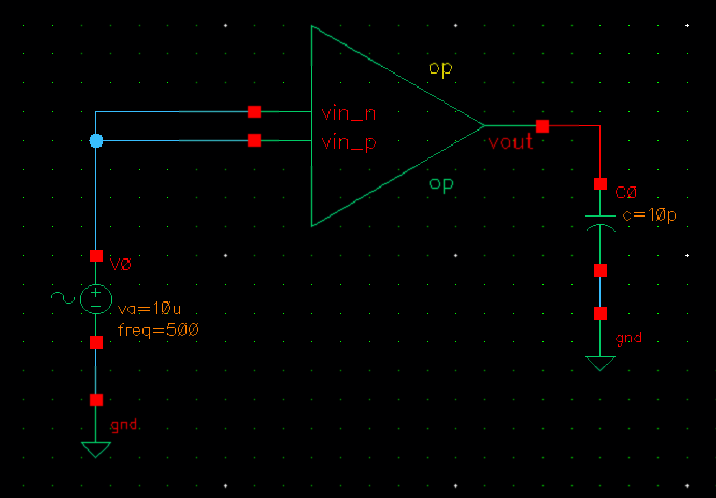 op
vin_n
vin_p
vout
op
C0
c=10p
V0
va=10u
freq=500
gnd
gnd